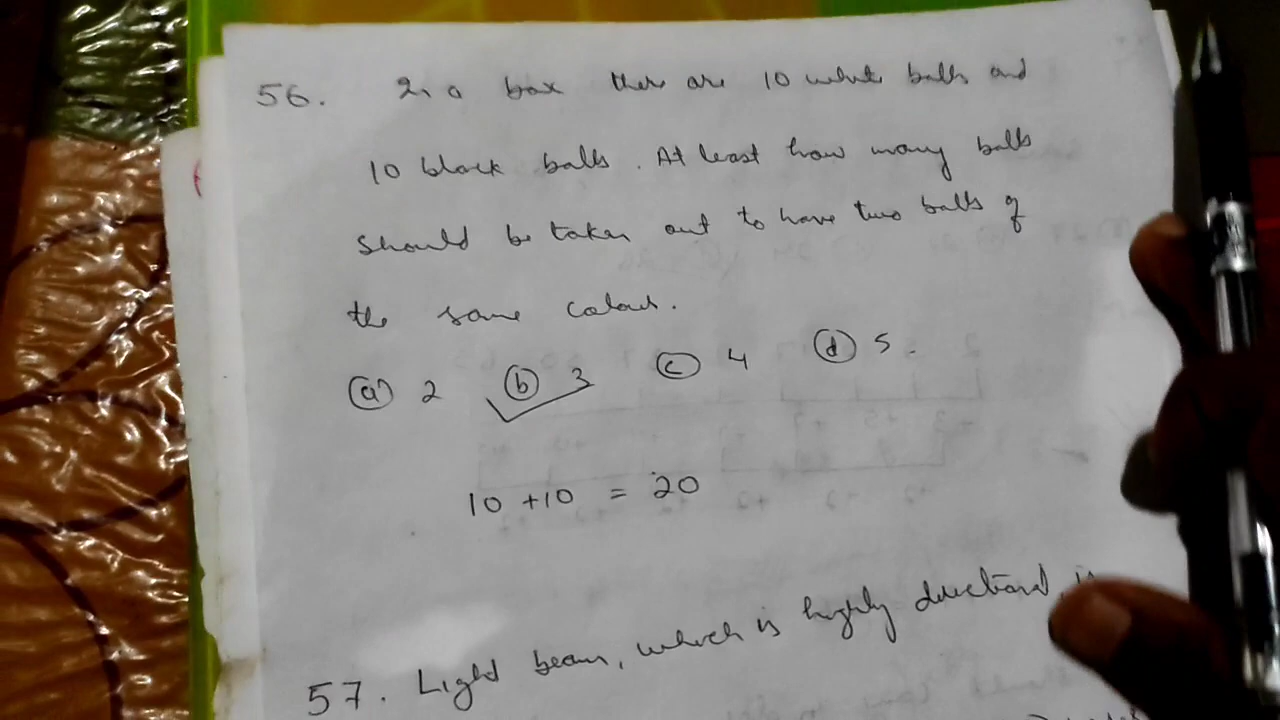 56. In a box there are 10 white balls and
10 black balls. At least how many balls
should be taken out to have two balls of
the same colour.
(a) 2 (b) 3 (c) 4 (d) 5.
10 + 10 = 20
57. Light beam, which is highly directional, is